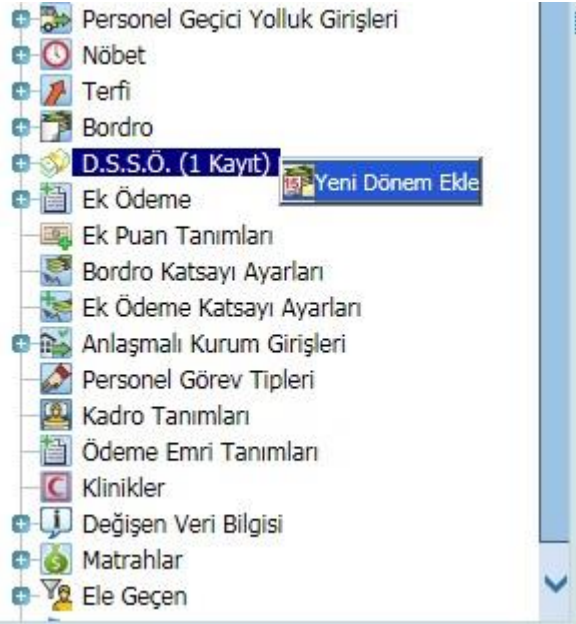 Personel Geçici Yolluk Girişleri
Nöbet
Terfi
Bordro
D.S.S.Ö. (1 Kayıt)
Yeni Dönem Ekle
Ek Ödeme
Ek Puan Tanımları
Bordro Katsayı Ayarları
Ek Ödeme Katsayı Ayarları
Anlaşmalı Kurum Girişleri
Personel Görev Tipleri
Kadro Tanımları
Ödeme Emri Tanımları
Klinikler
Değişen Veri Bilgisi
Matrahlar
Ele Geçen